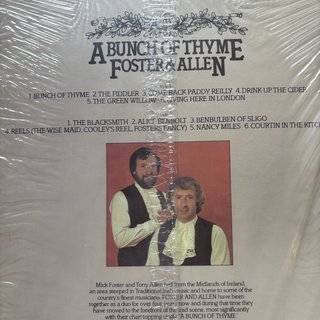 A BUNCH OF THYME
FOSTER & ALLEN
1. BUNCH OF THYME 2. THE FIDDLER 3. COME BACK PADDY REILLY 4. DRINK UP THE CIDER
5. THE GREEN WILLOW 6. LIVING HERE IN LONDON
1. THE BLACKSMITH 2. ALICE BENBOLT 3. BENBULBEN OF SLIGO
4. REELS (THE WISE MAID, COOLEY'S REEL, FOSTERS FANCY) 5. NANCY MILES 6. COURTIN IN THE KITCH
Mick Foster and Tony Allen hail from the Midlands of Ireland,
an area steeped in Traditional Irish music and home to some of the
country's finest musicians. FOSTER AND ALLEN have been
together as a duo for over four years now and during that time they
have moved to the forefront of the Irish scene, most significantly
with their chart topping single "A BUNCH OF THYME